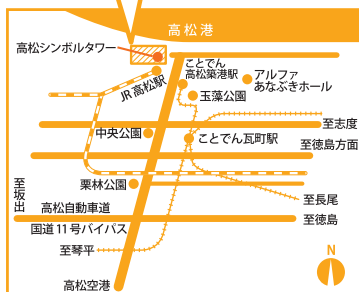 高松港
高松シンボルタワー
ことでん
高松築港駅
アルファ
あなぶきホール
JR高松駅
玉藻公園
至志度
中央公園
ことでん瓦町駅
至徳島方面
至坂出
栗林公園
至長尾
高松自動車道
至徳島
国道11号バイパス
至琴平
N
高松空港